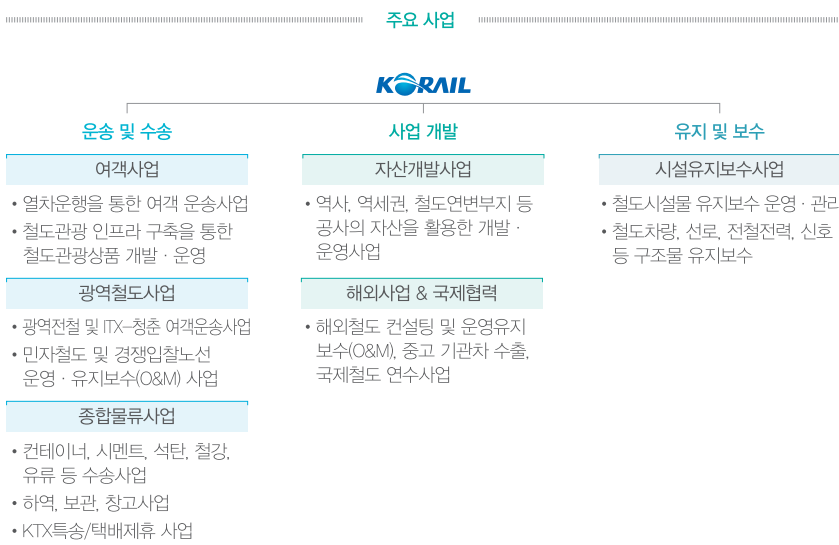 주요 사업
KORAIL
운송 및 수송
여객사업
• 열차운행을 통한 여객 운송사업
• 철도관광 인프라 구축을 통한
철도관광상품 개발 · 운영
광역철도사업
• 광역전철 및 ITX-청춘 여객운송사업
• 민자철도 및 경쟁입찰노선
운영 · 유지보수(O&M) 사업
종합물류사업
• 컨테이너, 시멘트, 석탄, 철강,
유류 등 수송사업
• 하역, 보관, 창고사업
• KTX특송/택배제휴 사업
사업 개발
자산개발사업
• 역사, 역세권, 철도연변부지 등
공사의 자산을 활용한 개발 ·
운영사업
해외사업 & 국제협력
• 해외철도 컨설팅 및 운영유지
보수(O&M), 중고 기관차 수출,
국제철도 연수사업
유지 및 보수
시설유지보수사업
• 철도시설물 유지보수 운영 · 관리
• 철도차량, 선로, 전철전력, 신호
등 구조물 유지보수